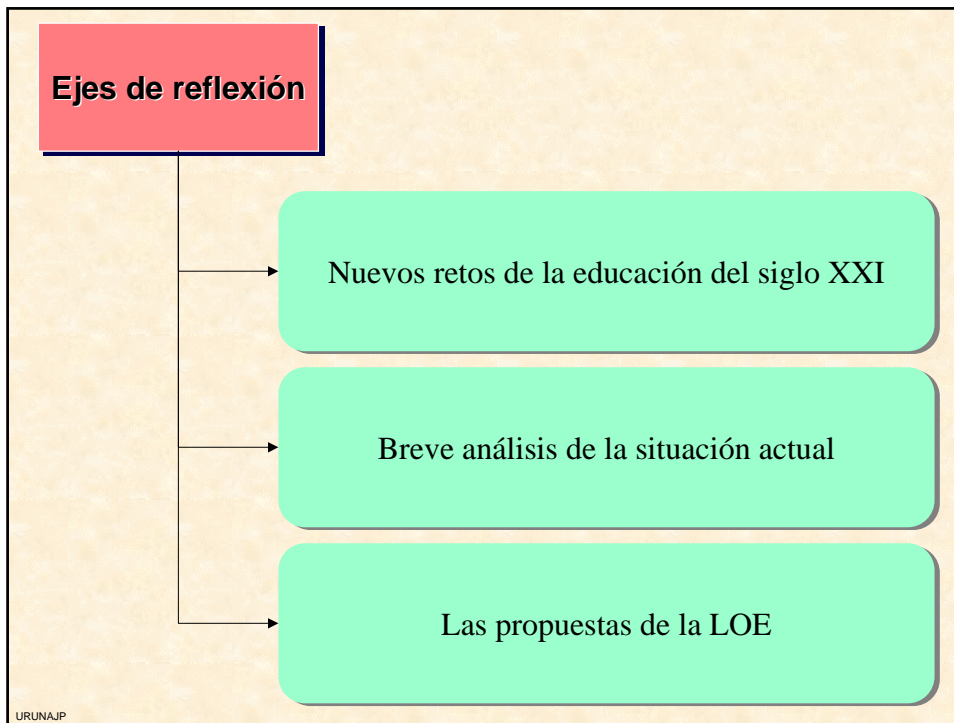 Ejes de reflexión
Nuevos retos de la educación del siglo XXI
Breve análisis de la situación actual
Las propuestas de la LOE
URUNAJP